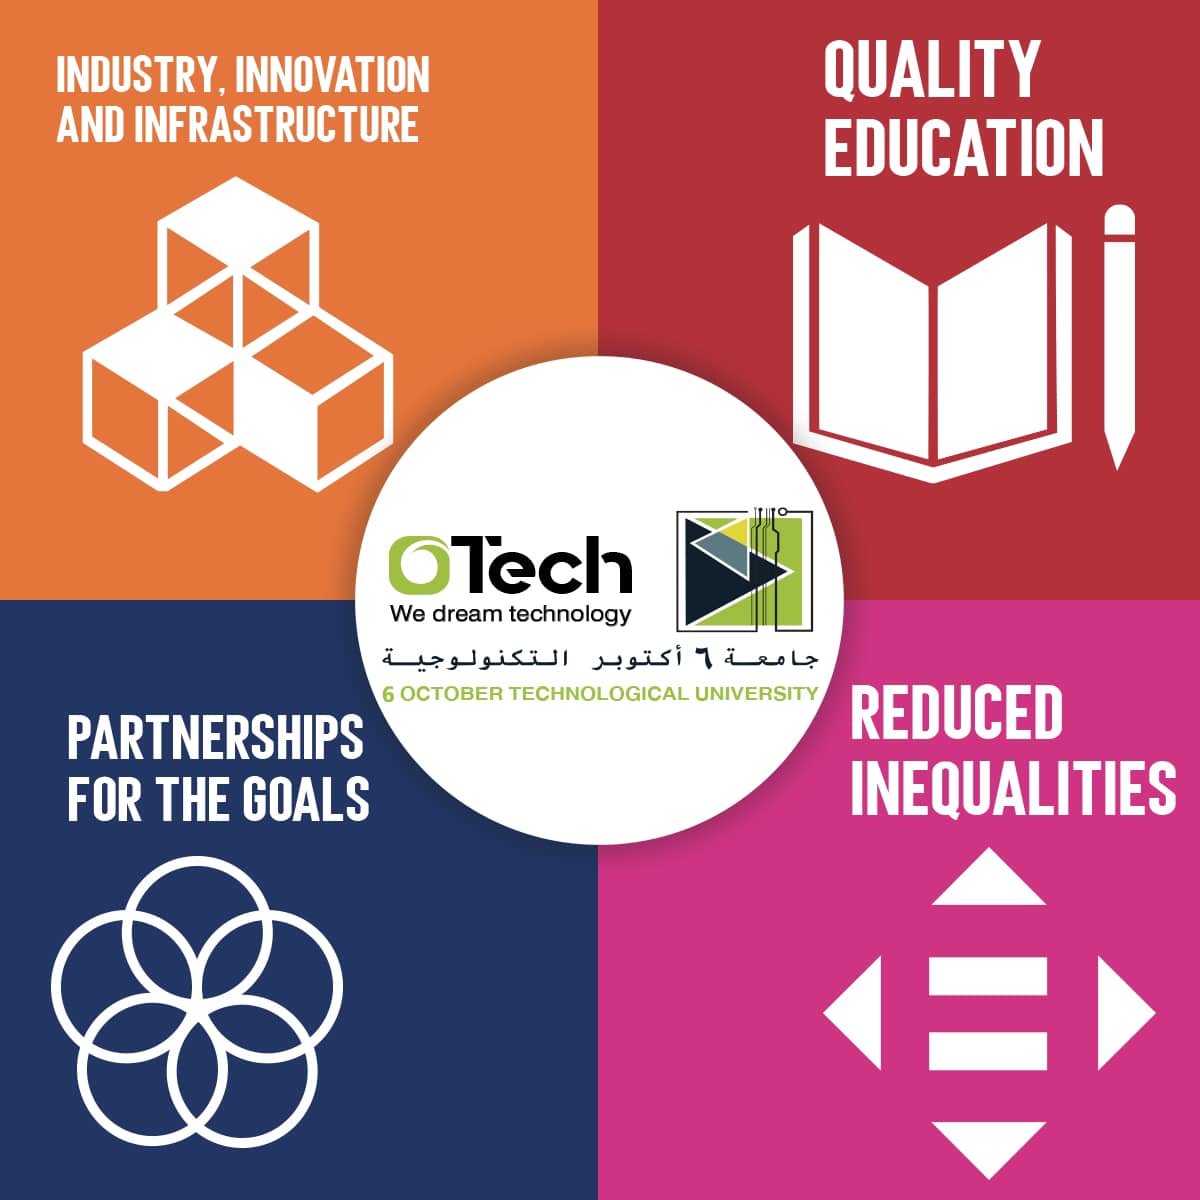 INDUSTRY, INNOVATION
AND INFRASTRUCTURE
QUALITY
EDUCATION
OTech
We dream technology
جامعة ٦ أكتوبر التكنولوجية
6 OCTOBER TECHNOLOGICAL UNIVERSITY
PARTNERSHIPS
FOR THE GOALS
REDUCED
INEQUALITIES